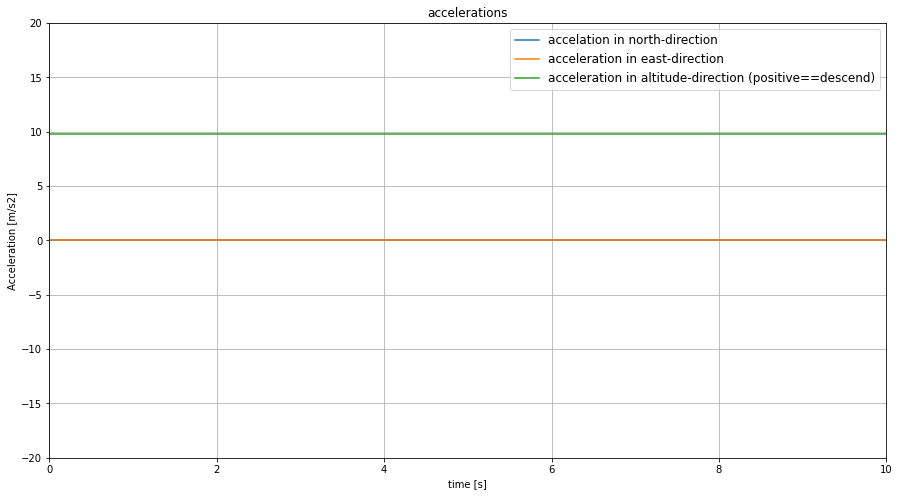 accelerations
accelation in north-direction
acceleration in east-direction
acceleration in altitude-direction (positive==descend)
20
15
10
5
0
−5
−10
−15
−20
Acceleration [m/s2]
0 2 4 6 8 10
time [s]